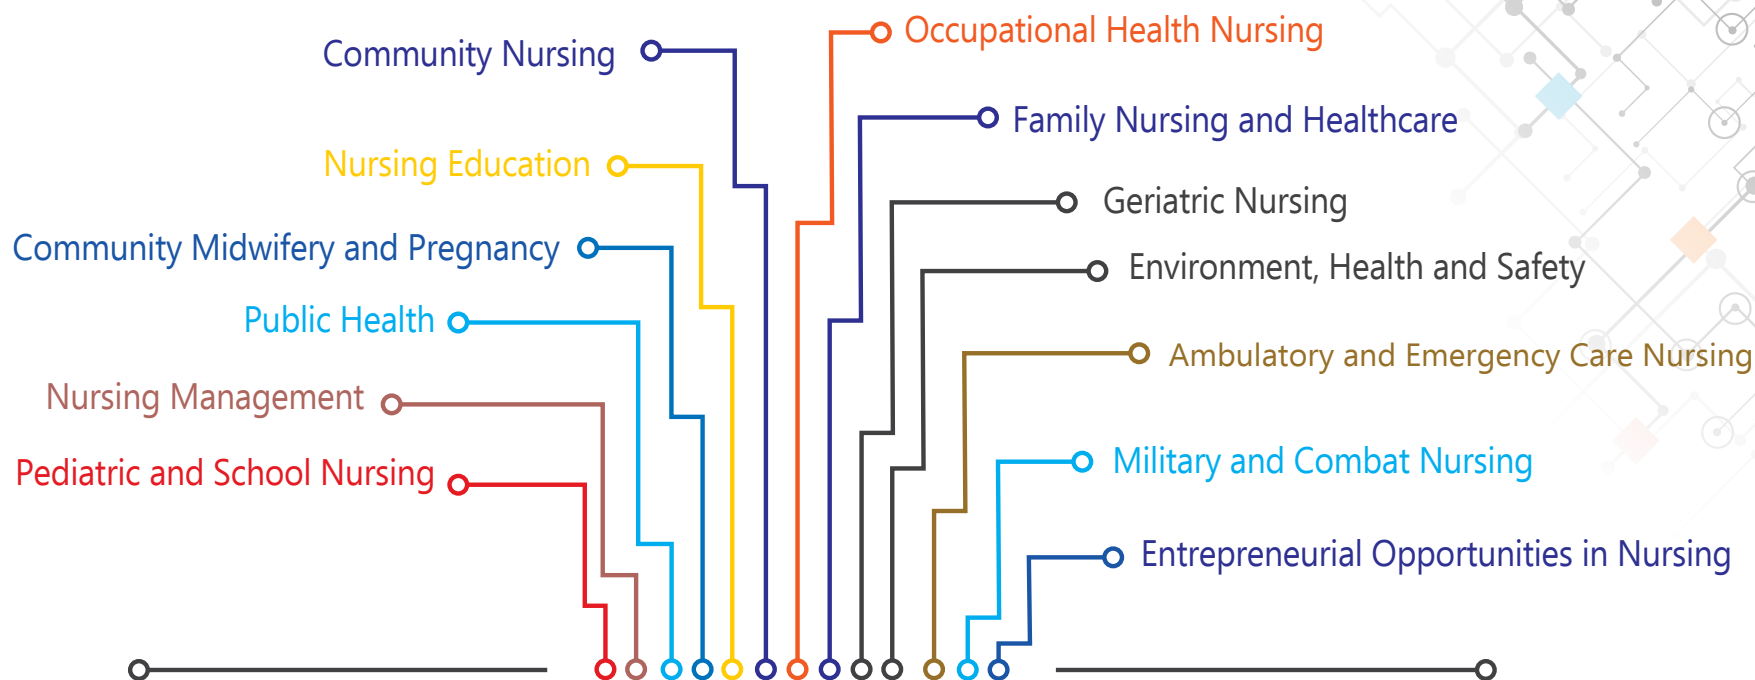 Community Nursing
Nursing Education
Community Midwifery and Pregnancy
Public Health
Nursing Management
Pediatric and School Nursing
Occupational Health Nursing
Family Nursing and Healthcare
Geriatric Nursing
Environment, Health and Safety
Ambulatory and Emergency Care Nursing
Military and Combat Nursing
Entrepreneurial Opportunities in Nursing